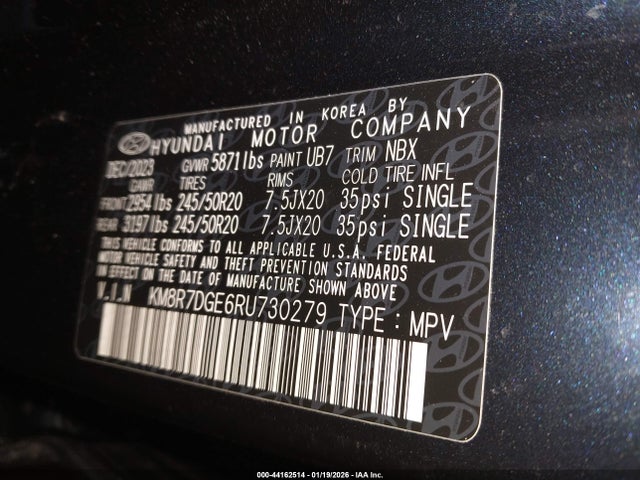 MANUFACTURED IN KOREA BY
HYUNDAI MOTOR COMPANY
DEC/2023 GVWR 5871lbs PAINT UB7 TRIM NBX
GAWR TIRES RIMS COLD TIRE INFL
FRONT 2954 lbs 245/50R20 7.5JX20 35psi SINGLE
REAR 3197 lbs 245/50R20 7.5JX20 35psi SINGLE
THIS VEHICLE CONFORMS TO ALL APPLICABLE U.S.A. FEDERAL
MOTOR VEHICLE SAFETY AND THEFT PREVENTION STANDARDS
IN EFFECT ON THE DATE OF MANUFACTURE SHOWN ABOVE
V.I.N KM8R7DGE6RU730279 TYPE : MPV
000-44162514 - 01/19/2026 - IAA Inc.